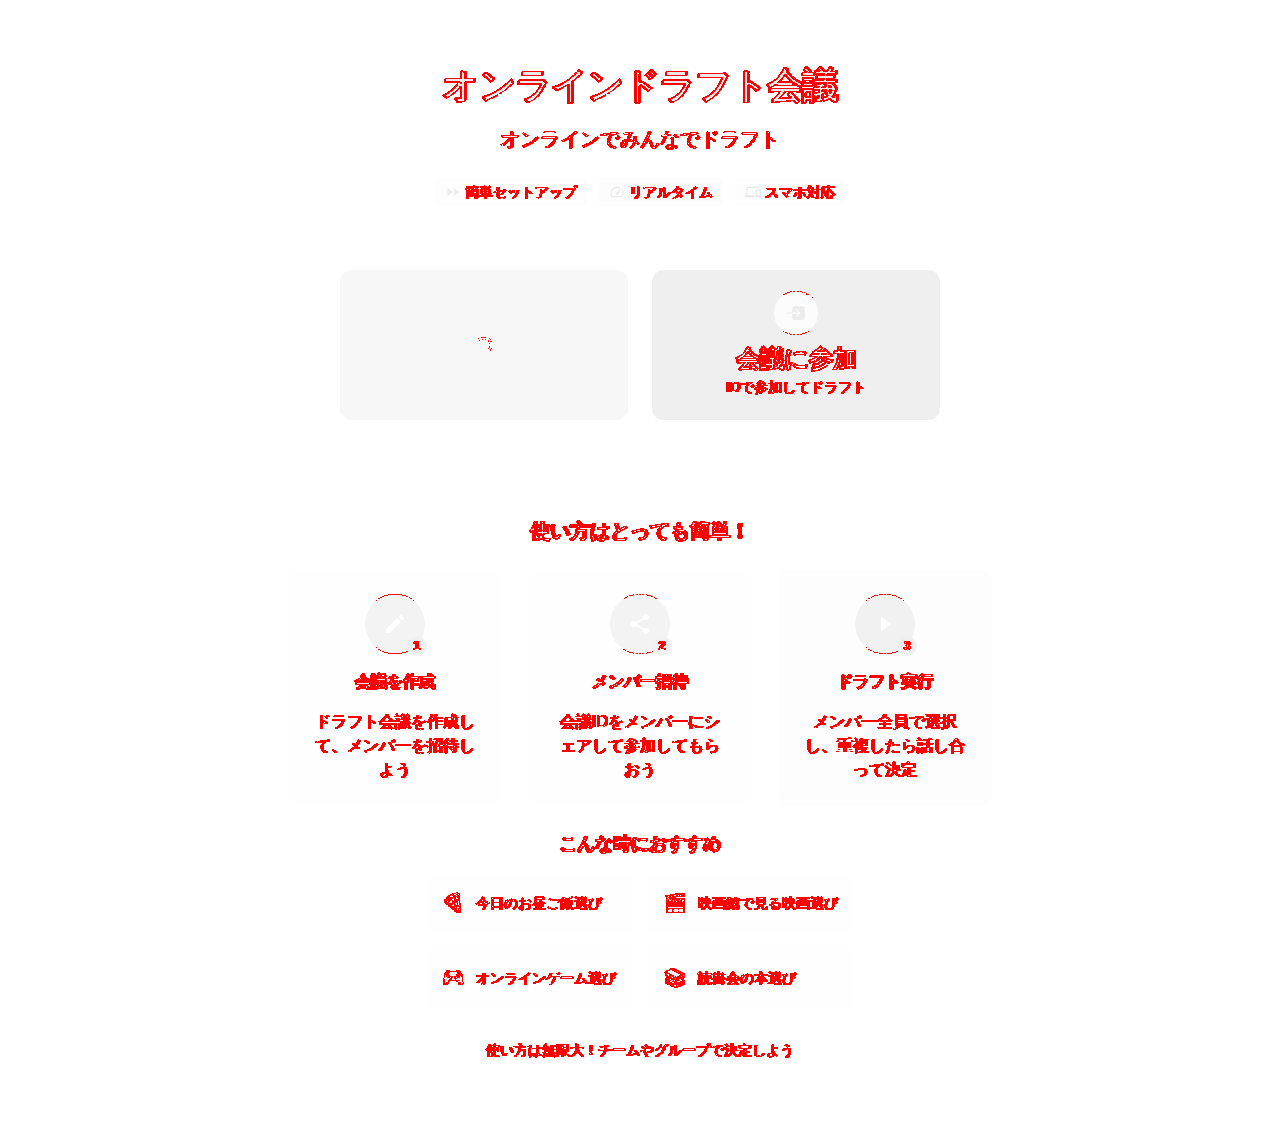 オンラインドラフト会議
オンラインでみんなでドラフト
簡単セットアップ
リアルタイム
スマホ対応
会議に参加
IDで参加してドラフト
使い方はとっても簡単！
1
会議を作成
ドラフト会議を作成し
て、メンバーを招待し
よう
2
メンバー招待
会議IDをメンバーにシ
ェアして参加してもら
おう
3
ドラフト実行
メンバー全員で選択
し、重複したら話し合
って決定
こんな時におすすめ
今日のお昼ご飯選び
映画館で見る映画選び
オンラインゲーム選び
読書会の本選び
使い方は無限大！チームやグループで決定しよう